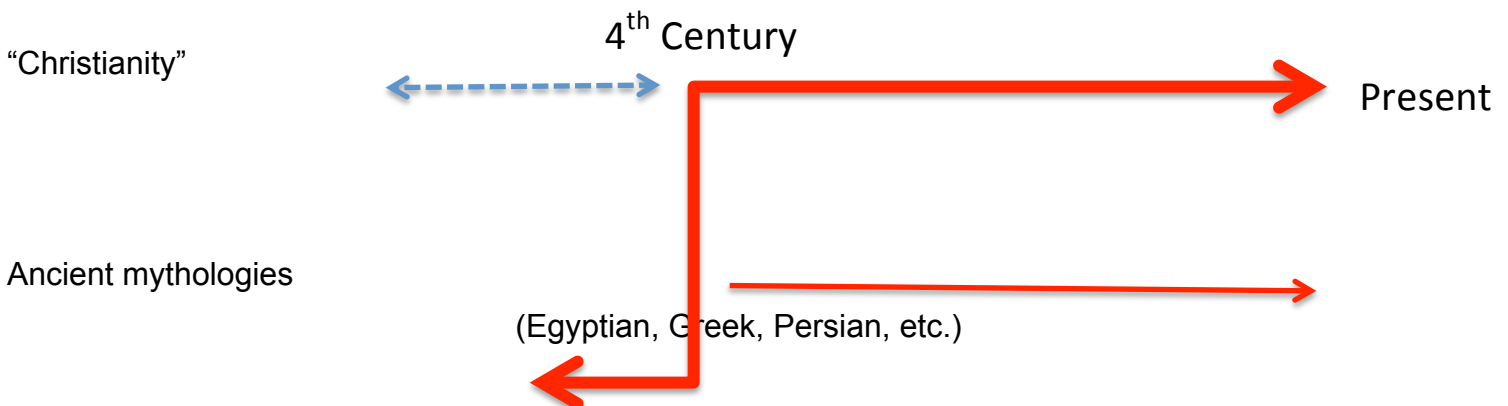 4th Century
“Christianity”
Present
Ancient mythologies
(Egyptian, Greek, Persian, etc.)